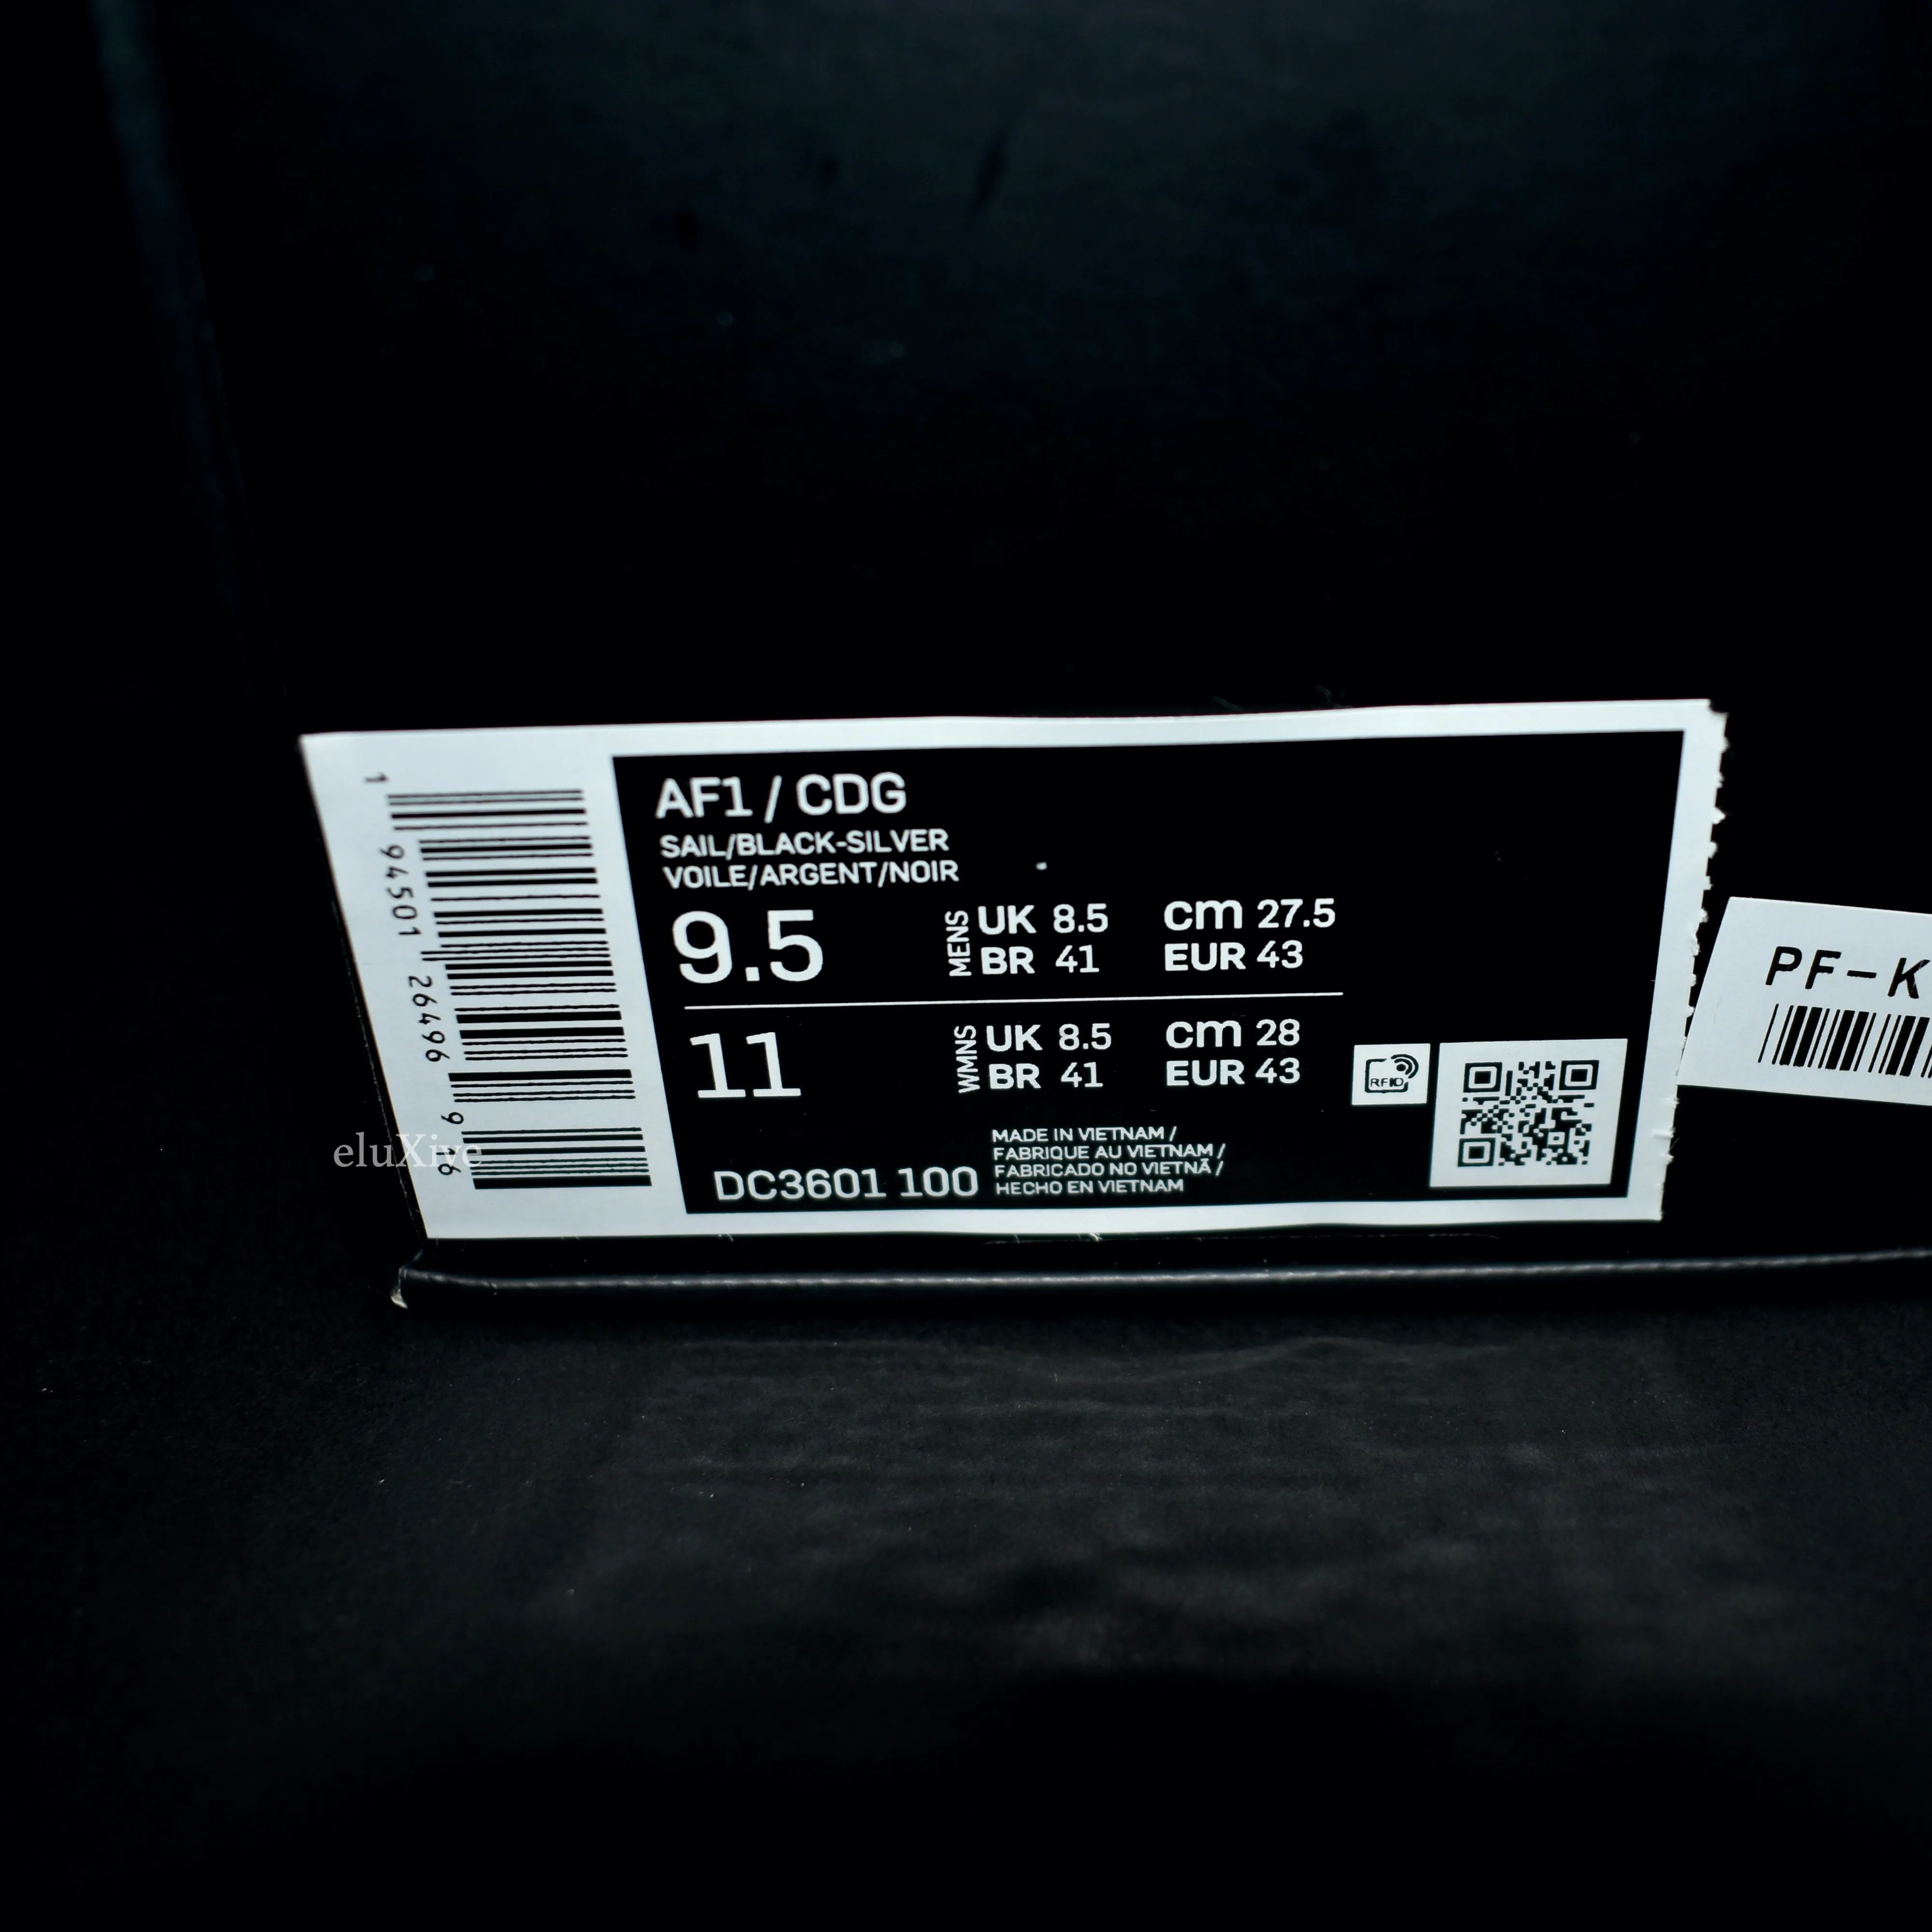 AF1 / CDG
SAIL/BLACK-SILVER
VOILE/ARGENT/NOIR
9.5 MENS UK 8.5 cm 27.5
BR 41 EUR 43
11 WMNS UK 8.5 cm 28
BR 41 EUR 43
MADE IN VIETNAM /
FABRIQUE AU VIETNAM /
FABRICADO NO VIETNÃ /
HECHO EN VIETNAM
DC3601 100
RFID
1 94501 26496 9 16
PF-K
eluXive